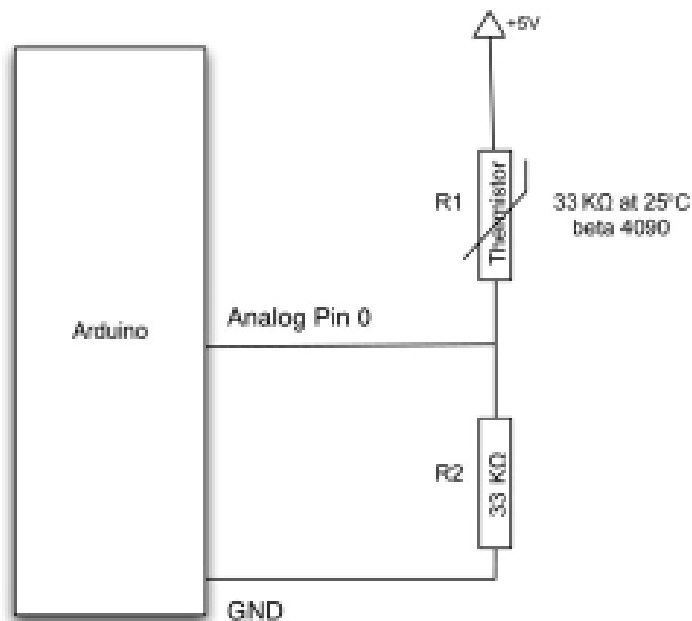 +5V
R1
Thermistor
33 KΩ at 25°C
beta 4090
Analog Pin 0
Arduino
R2
33 KΩ
GND